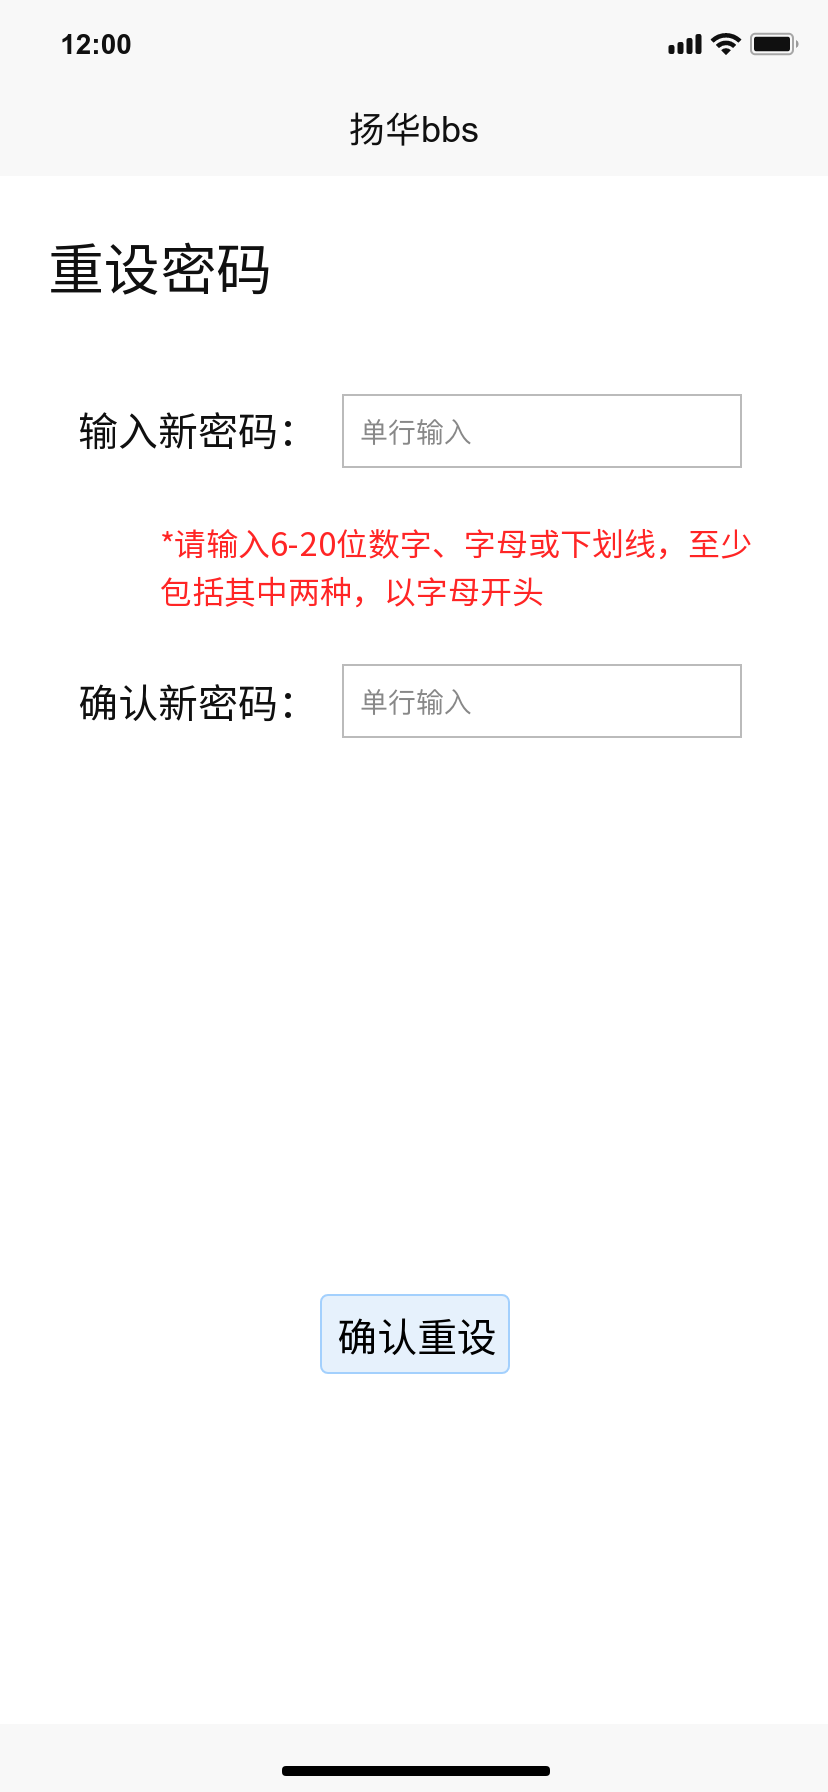 12:00
扬华bbs
重设密码
输入新密码：
单行输入
*请输入6-20位数字、字母或下划线，至少
包括其中两种，以字母开头
确认新密码：
单行输入
确认重设